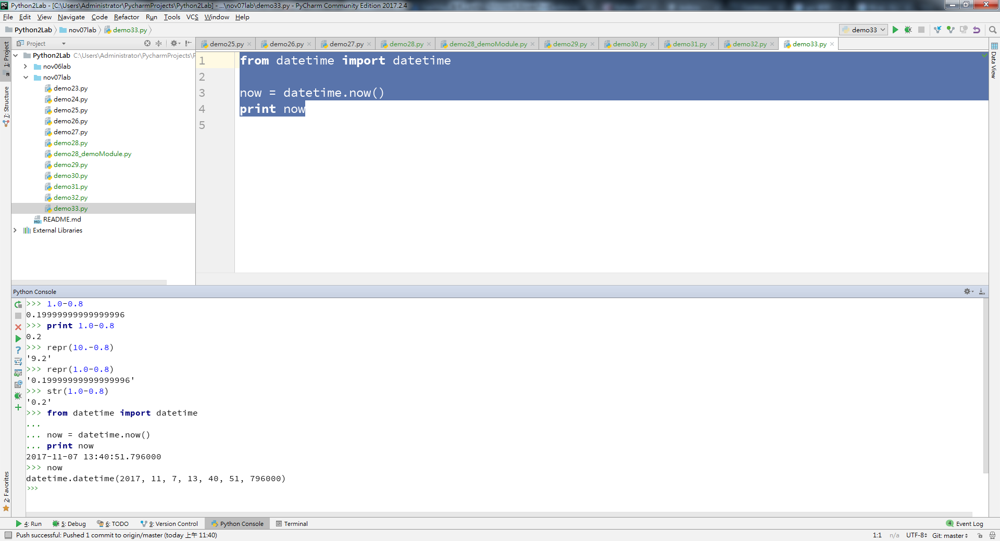 Python2Lab - [C:\Users\Administrator\PycharmProjects\Python2Lab] - ...\nov07lab\demo33.py - PyCharm Community Edition 2017.2.4
File Edit View Navigate Code Refactor Run Tools VCS Window Help
Python2Lab nov07lab demo33.py demo33
1: Project
7: Structure
2: Favorites
Project
Python2Lab C:\Users\Administrator\PycharmProjects\P
nov06lab
nov07lab
demo23.py
demo24.py
demo25.py
demo26.py
demo27.py
demo28.py
demo28_demoModule.py
demo29.py
demo30.py
demo31.py
demo32.py
demo33.py
README.md
External Libraries
demo25.py demo26.py demo27.py demo28.py demo28_demoModule.py demo29.py demo30.py demo31.py demo32.py demo33.py
1 from datetime import datetime
2
3 now = datetime.now()
4 print now
5
Data View
Python Console
>>> 1.0-0.8
0.19999999999999996
>>> print 1.0-0.8
0.2
>>> repr(10.-0.8)
'9.2'
>>> repr(1.0-0.8)
'0.19999999999999996'
>>> str(1.0-0.8)
'0.2'
>>> from datetime import datetime
...
... now = datetime.now()
... print now
2017-11-07 13:40:51.796000
>>> now
datetime.datetime(2017, 11, 7, 13, 40, 51, 796000)
>>>
4: Run 5: Debug 6: TODO 9: Version Control Python Console Terminal 4 Event Log
Push successful: Pushed 1 commit to origin/master (today 上午 11:40) 1:1 n/a UTF-8 Git: master